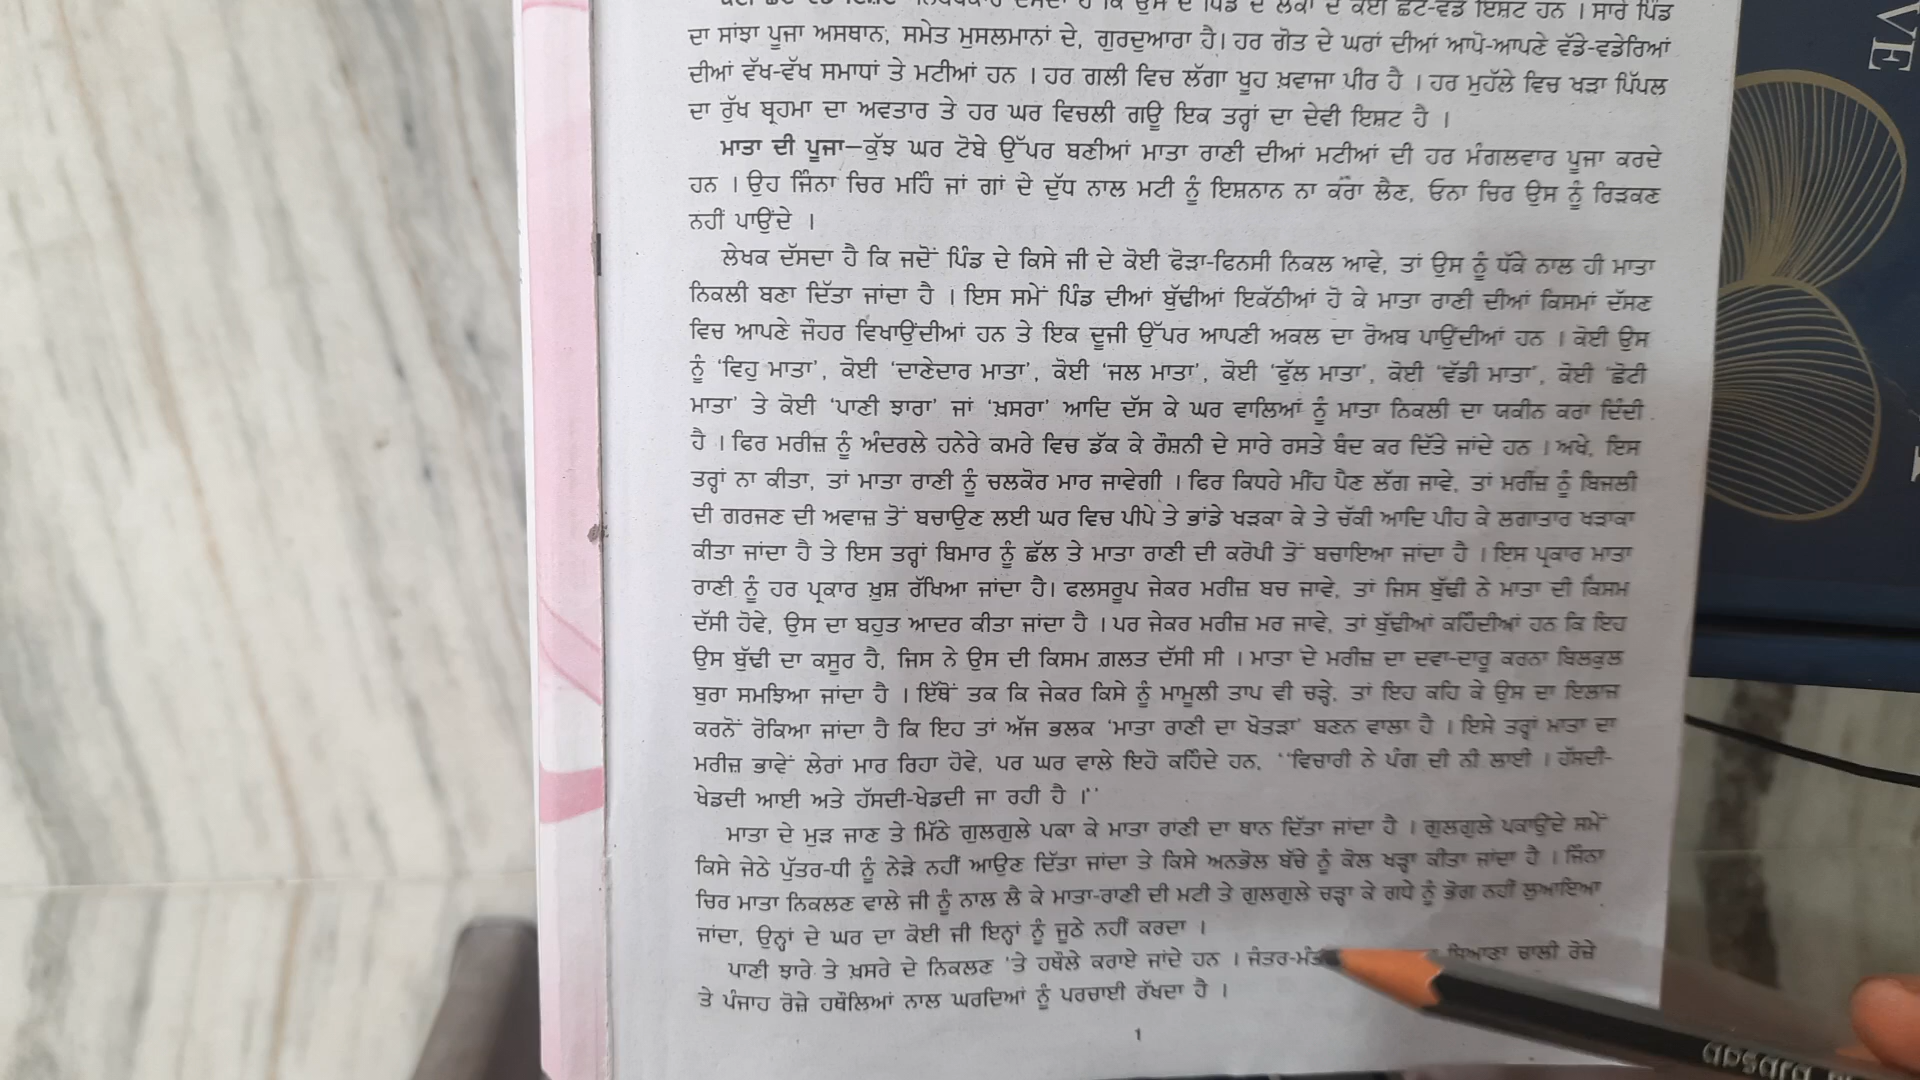 ਦਾ ਸਾਂਝਾ ਪੂਜਾ ਅਸਥਾਨ, ਸਮੇਤ ਮੁਸਲਮਾਨਾਂ ਦੇ, ਗੁਰਦੁਆਰਾ ਹੈ। ਹਰ ਗੋਤ ਦੇ ਘਰਾਂ ਦੀਆਂ ਆਪੋ-ਆਪਣੇ ਵੱਡੇ-ਵਡੇਰਿਆਂ
ਦੀਆਂ ਵੱਖ-ਵੱਖ ਸਮਾਧਾਂ ਤੇ ਮਟੀਆਂ ਹਨ । ਹਰ ਗਲੀ ਵਿਚ ਲੱਗਾ ਖੂਹ ਖ਼ਵਾਜਾ ਪੀਰ ਹੈ । ਹਰ ਮੁਹੱਲੇ ਵਿਚ ਖੜਾ ਪਿੱਪਲ
ਦਾ ਰੁੱਖ ਬ੍ਰਹਮਾ ਦਾ ਅਵਤਾਰ ਤੇ ਹਰ ਘਰ ਵਿਚਲੀ ਗਊ ਇਕ ਤਰ੍ਹਾਂ ਦਾ ਦੇਵੀ ਇਸ਼ਟ ਹੈ ।
ਮਾਤਾ ਦੀ ਪੂਜਾ—ਕੁੱਝ ਘਰ ਟੋਬੇ ਉੱਪਰ ਬਣੀਆਂ ਮਾਤਾ ਰਾਣੀ ਦੀਆਂ ਮਟੀਆਂ ਦੀ ਹਰ ਮੰਗਲਵਾਰ ਪੂਜਾ ਕਰਦੇ
ਹਨ । ਉਹ ਜਿੰਨਾ ਚਿਰ ਮਹਿੰ ਜਾਂ ਗਾਂ ਦੇ ਦੁੱਧ ਨਾਲ ਮਟੀ ਨੂੰ ਇਸ਼ਨਾਨ ਨਾ ਕਰਾ ਲੈਣ, ਓਨਾ ਚਿਰ ਉਸ ਨੂੰ ਰਿੜਕਣ
ਨਹੀਂ ਪਾਉਂਦੇ ।
ਲੇਖਕ ਦੱਸਦਾ ਹੈ ਕਿ ਜਦੋਂ ਪਿੰਡ ਦੇ ਕਿਸੇ ਜੀ ਦੇ ਕੋਈ ਫੋੜਾ-ਫਿਨਸੀ ਨਿਕਲ ਆਵੇ, ਤਾਂ ਉਸ ਨੂੰ ਧੱਕੇ ਨਾਲ ਹੀ ਮਾਤਾ
ਨਿਕਲੀ ਬਣਾ ਦਿੱਤਾ ਜਾਂਦਾ ਹੈ । ਇਸ ਸਮੇਂ ਪਿੰਡ ਦੀਆਂ ਬੁੱਢੀਆਂ ਇਕੱਠੀਆਂ ਹੋ ਕੇ ਮਾਤਾ ਰਾਣੀ ਦੀਆਂ ਕਿਸਮਾਂ ਦੱਸਣ
ਵਿਚ ਆਪਣੇ ਜੌਹਰ ਵਿਖਾਉਂਦੀਆਂ ਹਨ ਤੇ ਇਕ ਦੂਜੀ ਉੱਪਰ ਆਪਣੀ ਅਕਲ ਦਾ ਰੋਅਬ ਪਾਉਂਦੀਆਂ ਹਨ । ਕੋਈ ਉਸ
ਨੂੰ ‘ਵਿਹੁ ਮਾਤਾ’, ਕੋਈ ‘ਦਾਣੇਦਾਰ ਮਾਤਾ’, ਕੋਈ ‘ਜਲ ਮਾਤਾ’, ਕੋਈ ‘ਫੁੱਲ ਮਾਤਾ’, ਕੋਈ ‘ਵੱਡੀ ਮਾਤਾ’, ਕੋਈ ‘ਛੋਟੀ
ਮਾਤਾ’ ਤੇ ਕੋਈ ‘ਪਾਣੀ ਝਾਰਾ’ ਜਾਂ ‘ਖ਼ਸਰਾ’ ਆਦਿ ਦੱਸ ਕੇ ਘਰ ਵਾਲਿਆਂ ਨੂੰ ਮਾਤਾ ਨਿਕਲੀ ਦਾ ਯਕੀਨ ਕਰਾ ਦਿੰਦੀ
ਹੈ । ਫਿਰ ਮਰੀਜ਼ ਨੂੰ ਅੰਦਰਲੇ ਹਨੇਰੇ ਕਮਰੇ ਵਿਚ ਡੱਕ ਕੇ ਰੌਸ਼ਨੀ ਦੇ ਸਾਰੇ ਰਸਤੇ ਬੰਦ ਕਰ ਦਿੱਤੇ ਜਾਂਦੇ ਹਨ । ਅਖੇ, ਇਸ
ਤਰ੍ਹਾਂ ਨਾ ਕੀਤਾ, ਤਾਂ ਮਾਤਾ ਰਾਣੀ ਨੂੰ ਚਲਕੋਰ ਮਾਰ ਜਾਵੇਗੀ । ਫਿਰ ਕਿਧਰੇ ਮੀਂਹ ਪੈਣ ਲੱਗ ਜਾਵੇ, ਤਾਂ ਮਰੀਜ਼ ਨੂੰ ਬਿਜਲੀ
ਦੀ ਗਰਜਣ ਦੀ ਅਵਾਜ਼ ਤੋਂ ਬਚਾਉਣ ਲਈ ਘਰ ਵਿਚ ਪੀਪੇ ਤੇ ਭਾਂਡੇ ਖੜਕਾ ਕੇ ਤੇ ਚੱਕੀ ਆਦਿ ਪੀਹ ਕੇ ਲਗਾਤਾਰ ਖੜਾਕਾ
ਕੀਤਾ ਜਾਂਦਾ ਹੈ ਤੇ ਇਸ ਤਰ੍ਹਾਂ ਬਿਮਾਰ ਨੂੰ ਛੱਲ ਤੇ ਮਾਤਾ ਰਾਣੀ ਦੀ ਕਰੋਪੀ ਤੋਂ ਬਚਾਇਆ ਜਾਂਦਾ ਹੈ । ਇਸ ਪ੍ਰਕਾਰ ਮਾਤਾ
ਰਾਣੀ ਨੂੰ ਹਰ ਪ੍ਰਕਾਰ ਖ਼ੁਸ਼ ਰੱਖਿਆ ਜਾਂਦਾ ਹੈ। ਫਲਸਰੂਪ ਜੇਕਰ ਮਰੀਜ਼ ਬਚ ਜਾਵੇ, ਤਾਂ ਜਿਸ ਬੁੱਢੀ ਨੇ ਮਾਤਾ ਦੀ ਕਿਸਮ
ਦੱਸੀ ਹੋਵੇ, ਉਸ ਦਾ ਬਹੁਤ ਆਦਰ ਕੀਤਾ ਜਾਂਦਾ ਹੈ । ਪਰ ਜੇਕਰ ਮਰੀਜ਼ ਮਰ ਜਾਵੇ, ਤਾਂ ਬੁੱਢੀਆਂ ਕਹਿੰਦੀਆਂ ਹਨ ਕਿ ਇਹ
ਉਸ ਬੁੱਢੀ ਦਾ ਕਸੂਰ ਹੈ, ਜਿਸ ਨੇ ਉਸ ਦੀ ਕਿਸਮ ਗ਼ਲਤ ਦੱਸੀ ਸੀ । ਮਾਤਾ ਦੇ ਮਰੀਜ਼ ਦਾ ਦਵਾ-ਦਾਰੂ ਕਰਨਾ ਬਿਲਕੁਲ
ਬੁਰਾ ਸਮਝਿਆ ਜਾਂਦਾ ਹੈ । ਇੱਥੋਂ ਤਕ ਕਿ ਜੇਕਰ ਕਿਸੇ ਨੂੰ ਮਾਮੂਲੀ ਤਾਪ ਵੀ ਚੜ੍ਹੇ, ਤਾਂ ਇਹ ਕਹਿ ਕੇ ਉਸ ਦਾ ਇਲਾਜ
ਕਰਨੋਂ ਰੋਕਿਆ ਜਾਂਦਾ ਹੈ ਕਿ ਇਹ ਤਾਂ ਅੱਜ ਭਲਕ ‘ਮਾਤਾ ਰਾਣੀ ਦਾ ਖੋਤੜਾ’ ਬਣਨ ਵਾਲਾ ਹੈ । ਇਸੇ ਤਰ੍ਹਾਂ ਮਾਤਾ ਦਾ
ਮਰੀਜ਼ ਭਾਵੇਂ ਲੇਰਾਂ ਮਾਰ ਰਿਹਾ ਹੋਵੇ, ਪਰ ਘਰ ਵਾਲੇ ਇਹੋ ਕਹਿੰਦੇ ਹਨ, ‘‘ਵਿਚਾਰੀ ਨੇ ਪੰਗ ਦੀ ਨੀ ਲਾਈ । ਹੱਸਦੀ-
ਖੇਡਦੀ ਆਈ ਅਤੇ ਹੱਸਦੀ-ਖੇਡਦੀ ਜਾ ਰਹੀ ਹੈ ।’’
ਮਾਤਾ ਦੇ ਮੁੜ ਜਾਣ ਤੇ ਮਿੱਠੇ ਗੁਲਗੁਲੇ ਪਕਾ ਕੇ ਮਾਤਾ ਰਾਣੀ ਦਾ ਥਾਨ ਦਿੱਤਾ ਜਾਂਦਾ ਹੈ । ਗੁਲਗੁਲੇ ਪਕਾਉਂਦੇ ਸਮੇਂ
ਕਿਸੇ ਜੇਠੇ ਪੁੱਤਰ-ਧੀ ਨੂੰ ਨੇੜੇ ਨਹੀਂ ਆਉਣ ਦਿੱਤਾ ਜਾਂਦਾ ਤੇ ਕਿਸੇ ਅਨਭੋਲ ਬੱਚੇ ਨੂੰ ਕੋਲ ਖੜ੍ਹਾ ਕੀਤਾ ਜਾਂਦਾ ਹੈ । ਜਿੰਨਾ
ਚਿਰ ਮਾਤਾ ਨਿਕਲਣ ਵਾਲੇ ਜੀ ਨੂੰ ਨਾਲ ਲੈ ਕੇ ਮਾਤਾ-ਰਾਣੀ ਦੀ ਮਟੀ ਤੇ ਗੁਲਗੁਲੇ ਚੜ੍ਹਾ ਕੇ ਗਧੇ ਨੂੰ ਭੋਗ ਨਹੀਂ ਲੁਆਇਆ
ਜਾਂਦਾ, ਉਨ੍ਹਾਂ ਦੇ ਘਰ ਦਾ ਕੋਈ ਜੀ ਇਨ੍ਹਾਂ ਨੂੰ ਜੂਠੇ ਨਹੀਂ ਕਰਦਾ ।
ਪਾਣੀ ਝਾਰੇ ਤੇ ਖ਼ਸਰੇ ਦੇ ਨਿਕਲਣ ’ਤੇ ਹਥੌਲੇ ਕਰਾਏ ਜਾਂਦੇ ਹਨ । ਚਾਲੀ ਰੋਜ਼ੇ
ਤੇ ਪੰਜਾਹ ਰੋਜ਼ੇ ਹਥੌਲਿਆਂ ਨਾਲ ਘਰਦਿਆਂ ਨੂੰ ਪਰਚਾਈ ਰੱਖਦਾ ਹੈ ।
1
VE
apsara